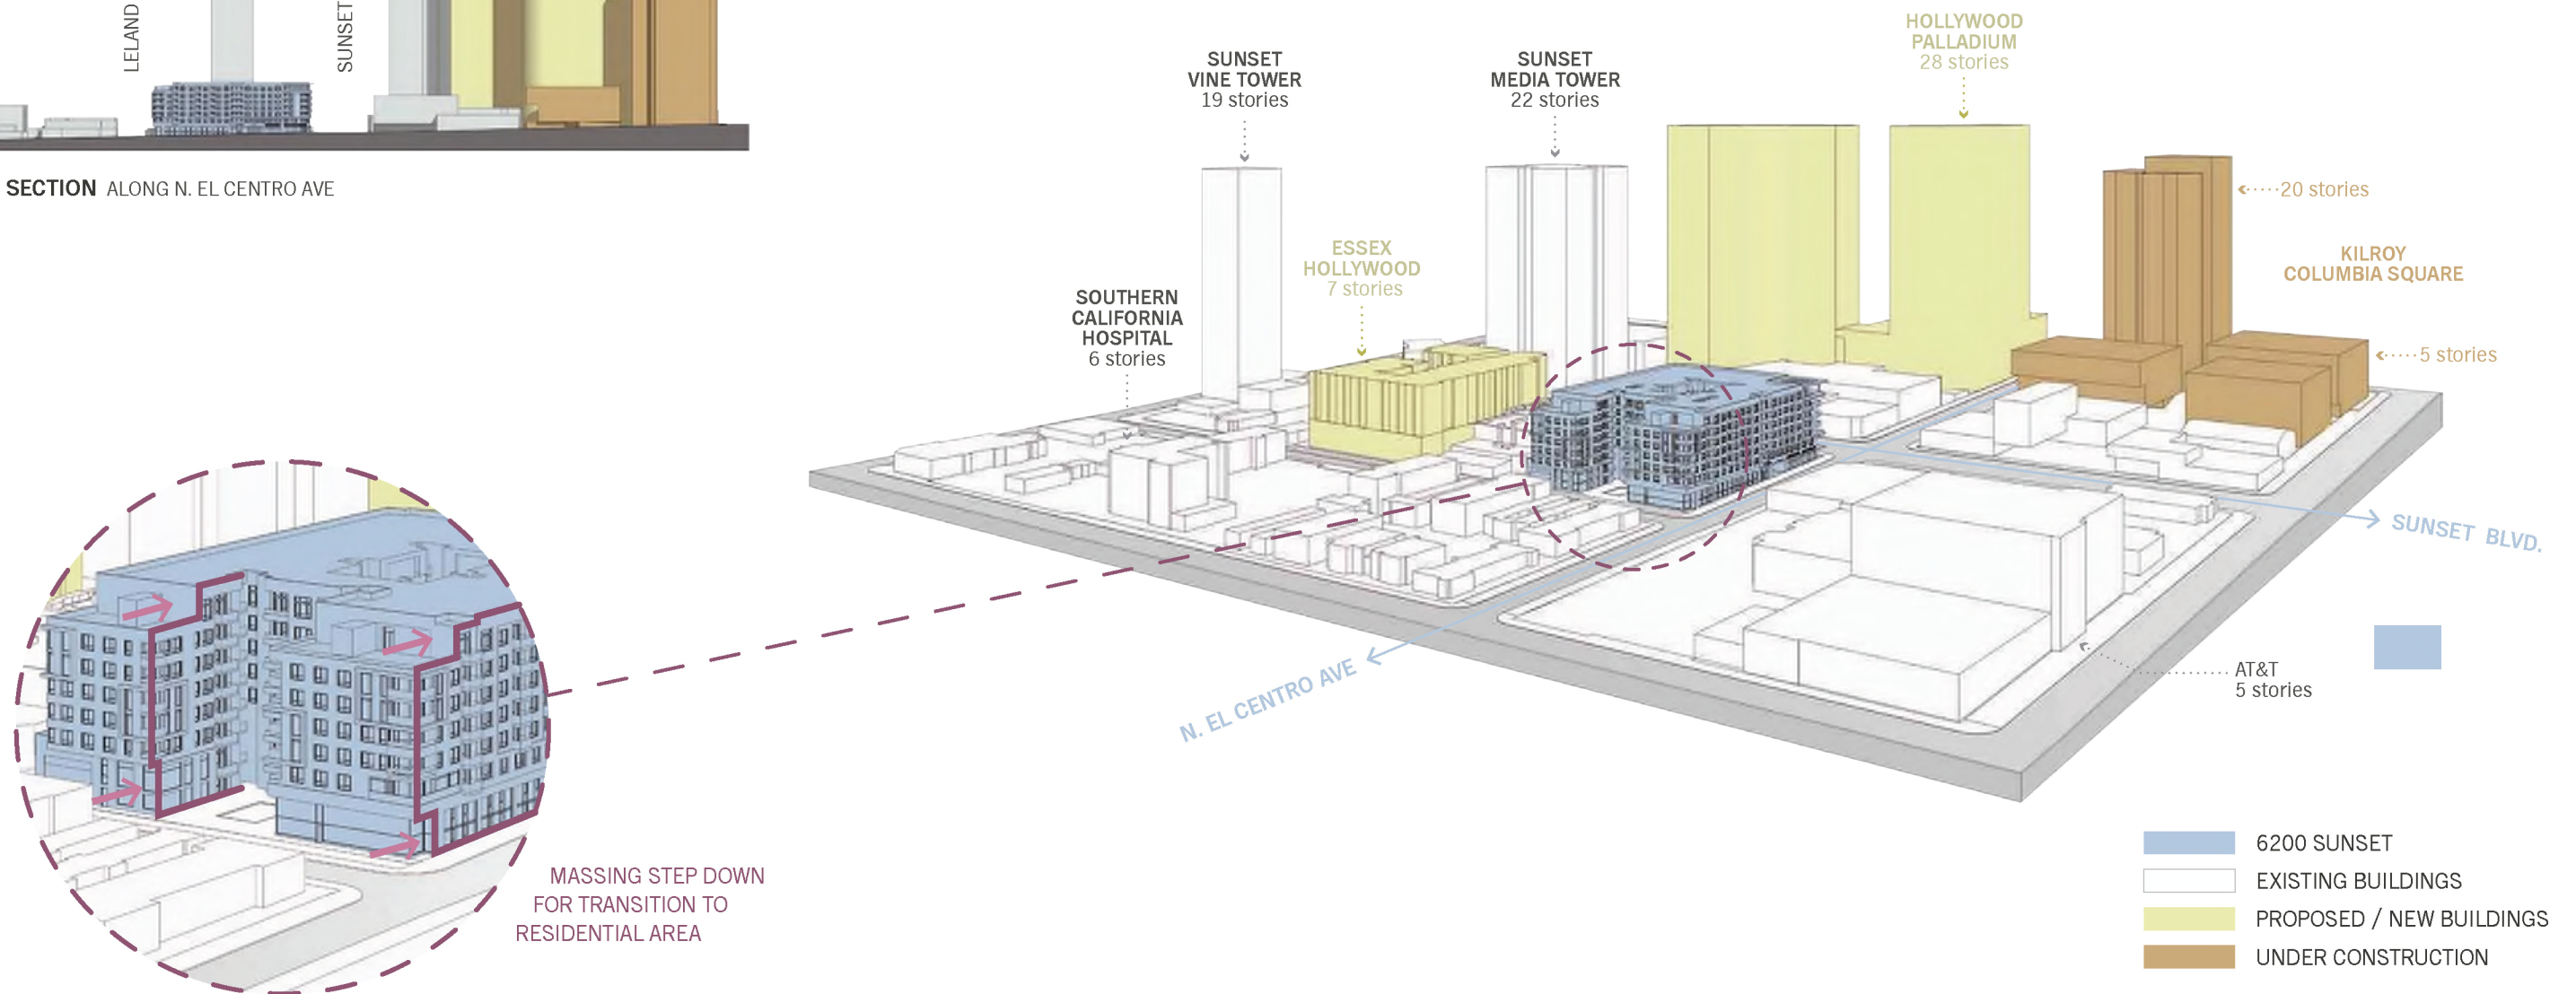 LELAND
SUNSET
SECTION ALONG N. EL CENTRO AVE
SUNSET
VINE TOWER
19 stories
SUNSET
MEDIA TOWER
22 stories
HOLLYWOOD
PALLADIUM
28 stories
20 stories
KILROY
COLUMBIA SQUARE
5 stories
ESSEX
HOLLYWOOD
7 stories
SOUTHERN
CALIFORNIA
HOSPITAL
6 stories
SUNSET BLVD.
N. EL CENTRO AVE
AT&T
5 stories
MASSING STEP DOWN
FOR TRANSITION TO
RESIDENTIAL AREA
6200 SUNSET
EXISTING BUILDINGS
PROPOSED / NEW BUILDINGS
UNDER CONSTRUCTION